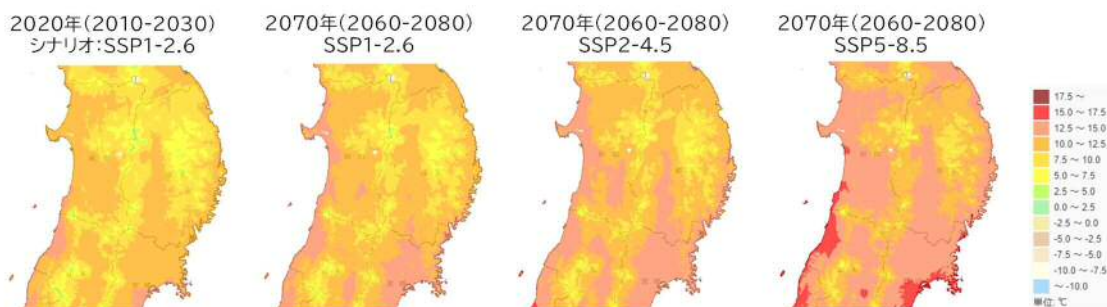 2020年(2010-2030)
シナリオ:SSP1-2.6
2070年(2060-2080)
SSP1-2.6
2070年(2060-2080)
SSP2-4.5
2070年(2060-2080)
SSP5-8.5
17.5 ~
15.0 ~ 17.5
12.5 ~ 15.0
10.0 ~ 12.5
7.5 ~ 10.0
5.0 ~ 7.5
2.5 ~ 5.0
0.0 ~ 2.5
-2.5 ~ 0.0
-5.0 ~ -2.5
-7.5 ~ -5.0
-10.0 ~ -7.5
~ -10.0
単位: ℃